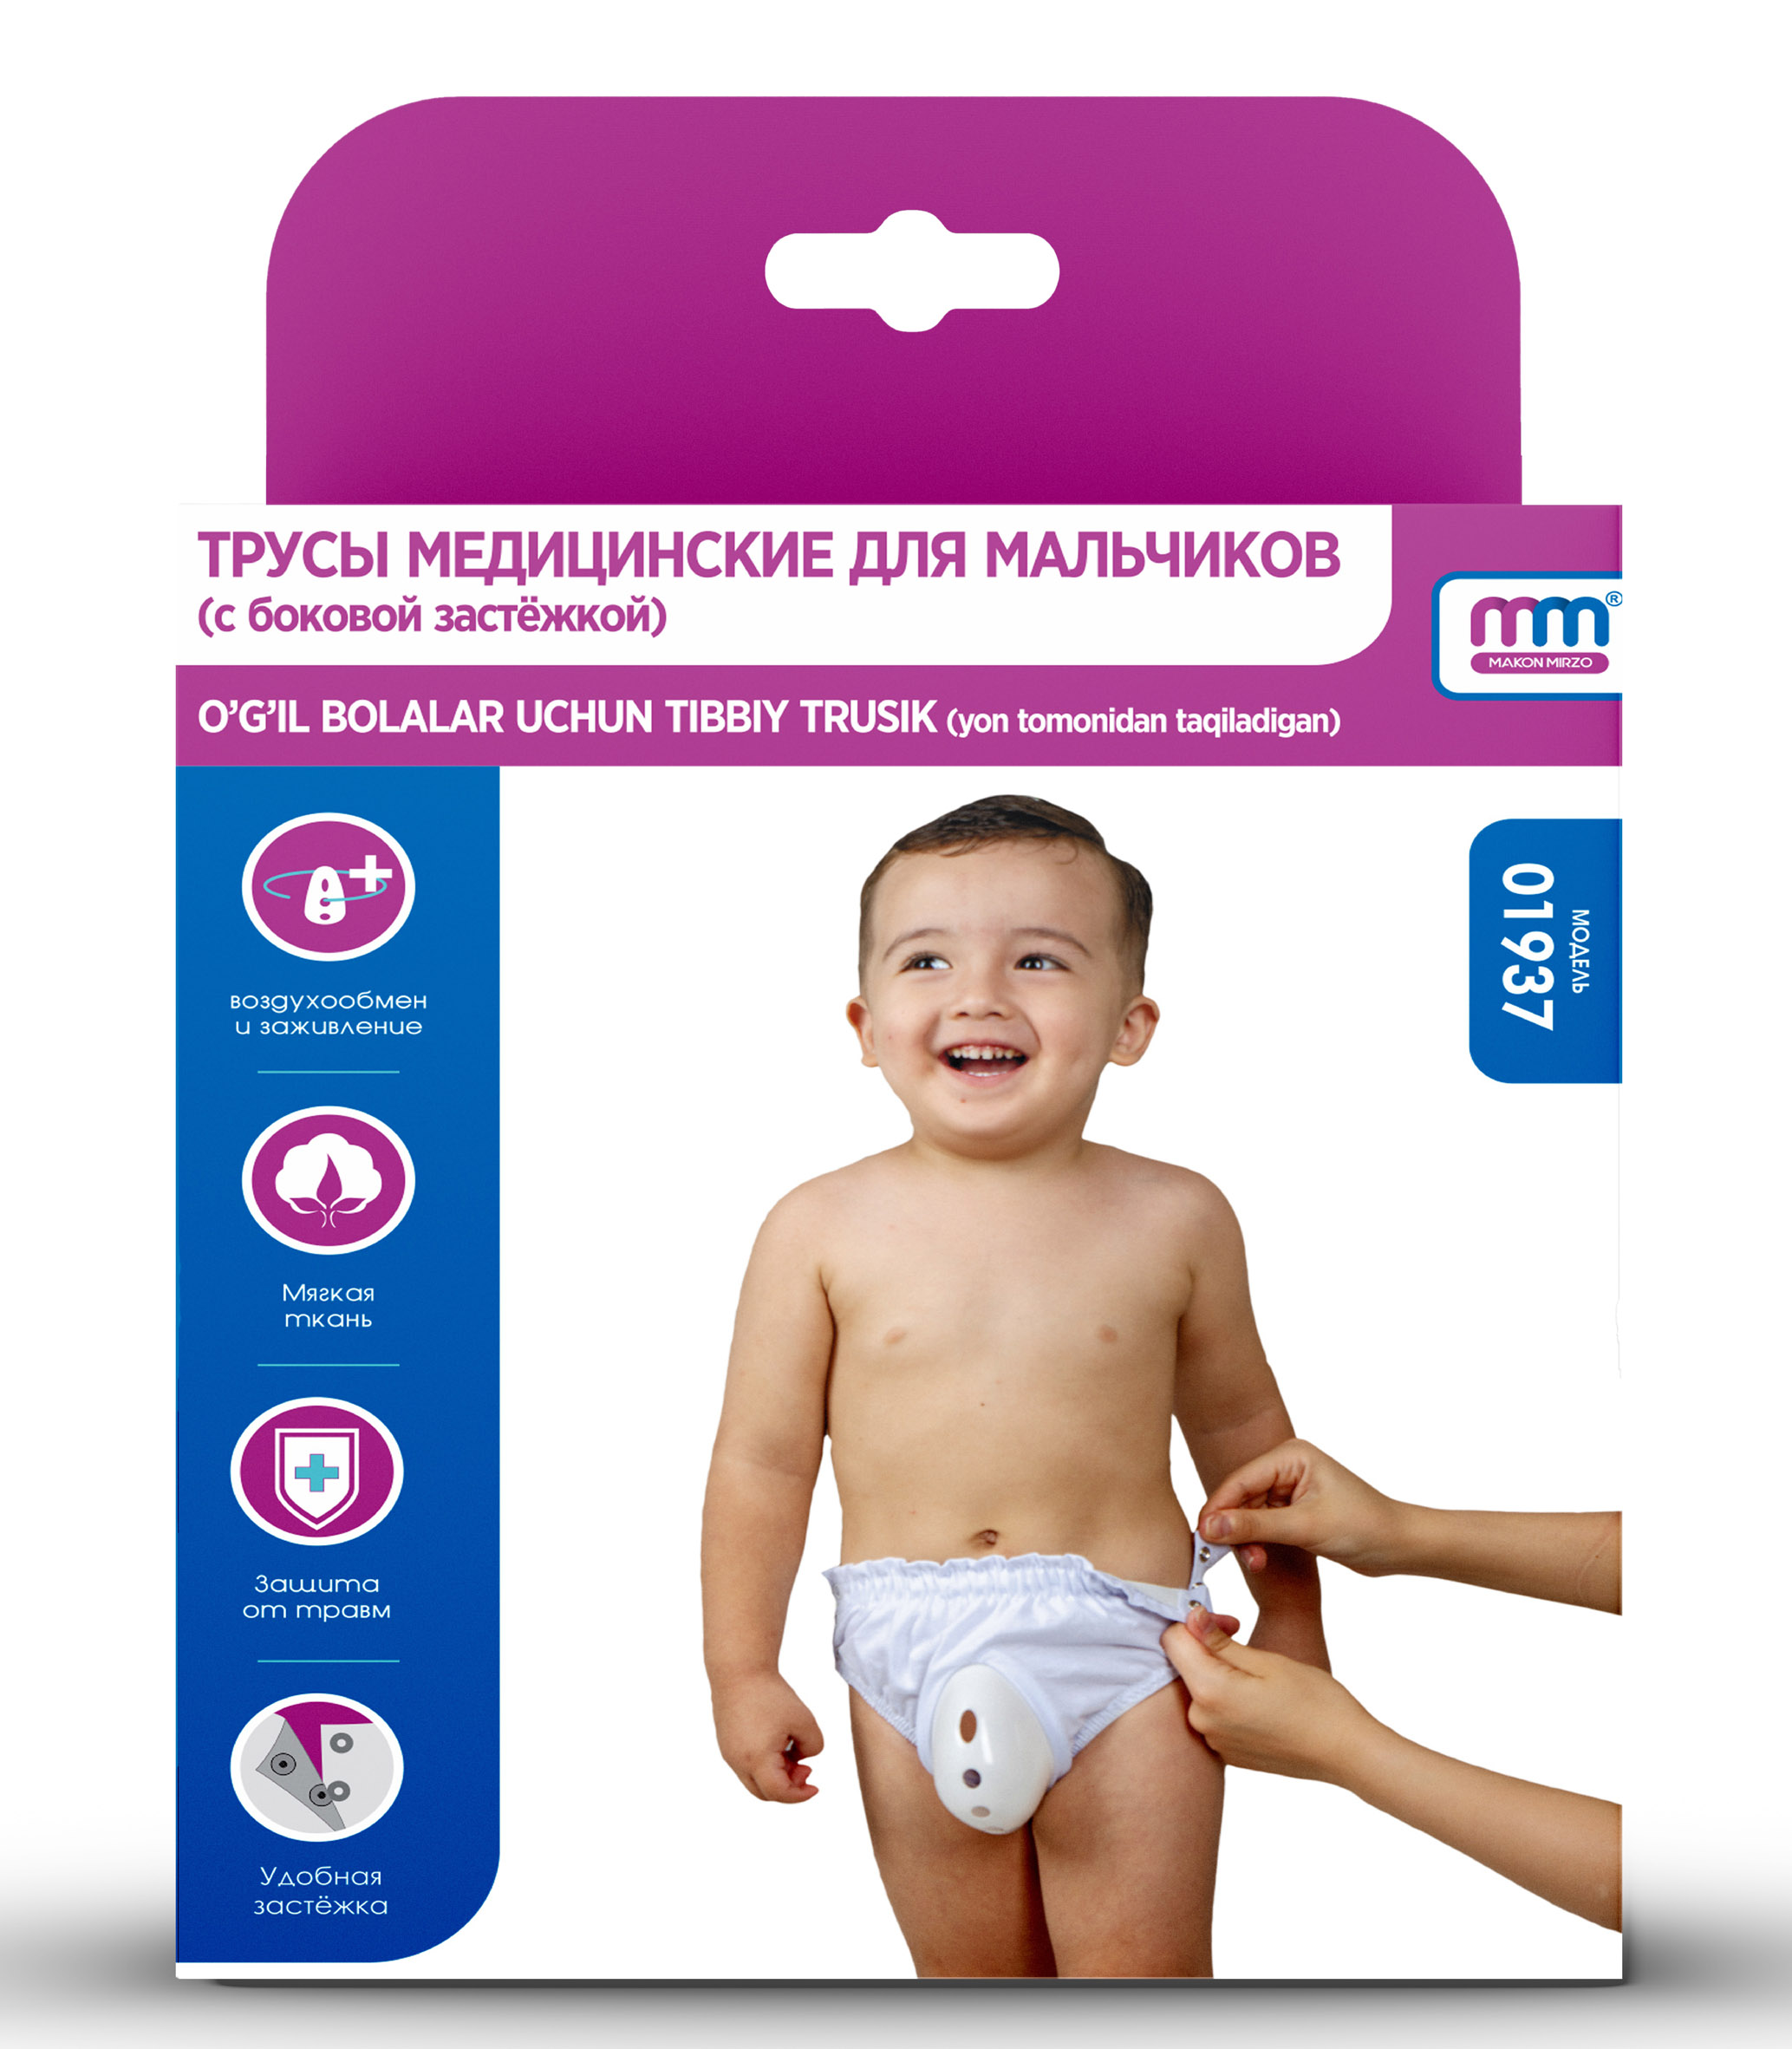 ТРУСЫ МЕДИЦИНСКИЕ ДЛЯ МАЛЬЧИКОВ
(с боковой застёжкой)
mm®
MAKON MIRZO
O’G’IL BOLALAR UCHUN TIBBIY TRUSIK (yon tomonidan taqiladigan)
воздухообмен
и заживление
МОДЕЛЬ
01937
Мягкая
ткань
Защита
от травм
Удобная
застёжка